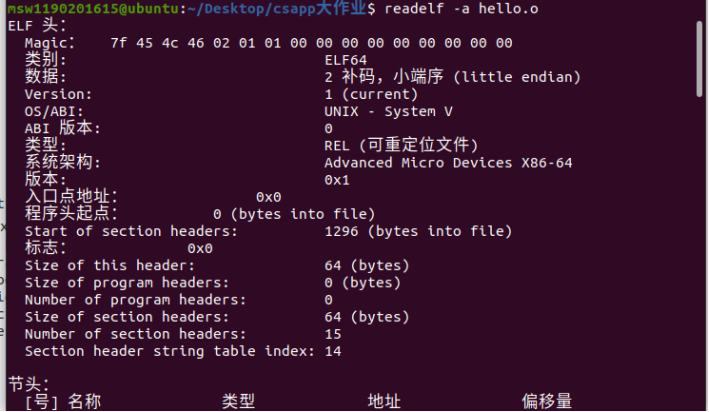 msw1190201615@ubuntu:~/Desktop/csapp大作业$ readelf -a hello.o
ELF 头：
  Magic：  7f 45 4c 46 02 01 01 00 00 00 00 00 00 00 00 00
  类别:                              ELF64
  数据:                              2 补码，小端序 (little endian)
  Version:                           1 (current)
  OS/ABI:                            UNIX - System V
  ABI 版本:                          0
  类型:                              REL (可重定位文件)
  系统架构:                          Advanced Micro Devices X86-64
  版本:                              0x1
  入口点地址：              0x0
  程序头起点：          0 (bytes into file)
  Start of section headers:          1296 (bytes into file)
  标志：             0x0
  Size of this header:               64 (bytes)
  Size of program headers:           0 (bytes)
  Number of program headers:         0
  Size of section headers:           64 (bytes)
  Number of section headers:         15
  Section header string table index: 14
节头：
  [号] 名称              类型             地址              偏移量